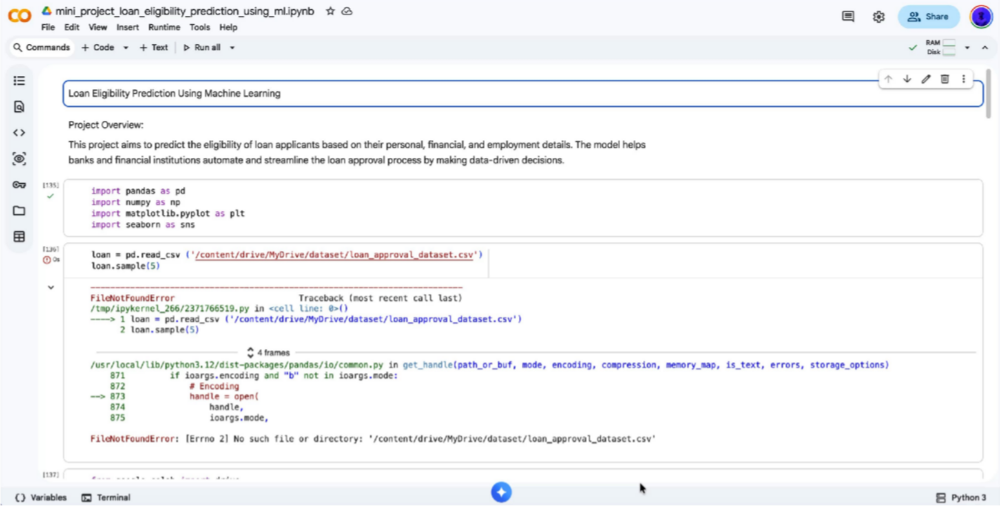 mini_project_loan_eligibility_prediction_using_ml.ipynb
File Edit View Insert Runtime Tools Help
Share
Commands + Code + Text Run all
RAM
Disk
Loan Eligibility Prediction Using Machine Learning
Project Overview:
This project aims to predict the eligibility of loan applicants based on their personal, financial, and employment details. The model helps
banks and financial institutions automate and streamline the loan approval process by making data-driven decisions.
[135]
import pandas as pd
import numpy as np
import matplotlib.pyplot as plt
import seaborn as sns
[136]
0s
loan = pd.read_csv ('/content/drive/MyDrive/dataset/loan_approval_dataset.csv')
loan.sample(5)
---------------------------------------------------------------------------
FileNotFoundError Traceback (most recent call last)
/tmp/ipykernel_266/2371766519.py in <cell line: 0>()
----> 1 loan = pd.read_csv ('/content/drive/MyDrive/dataset/loan_approval_dataset.csv')
2 loan.sample(5)
4 frames
/usr/local/lib/python3.12/dist-packages/pandas/io/common.py in get_handle(path_or_buf, mode, encoding, compression, memory_map, is_text, errors, storage_options)
871 if ioargs.encoding and "b" not in ioargs.mode:
872 # Encoding
--> 873 handle = open(
874 handle,
875 ioargs.mode,
FileNotFoundError: [Errno 2] No such file or directory: '/content/drive/MyDrive/dataset/loan_approval_dataset.csv'
[137]
Variables Terminal
Python 3